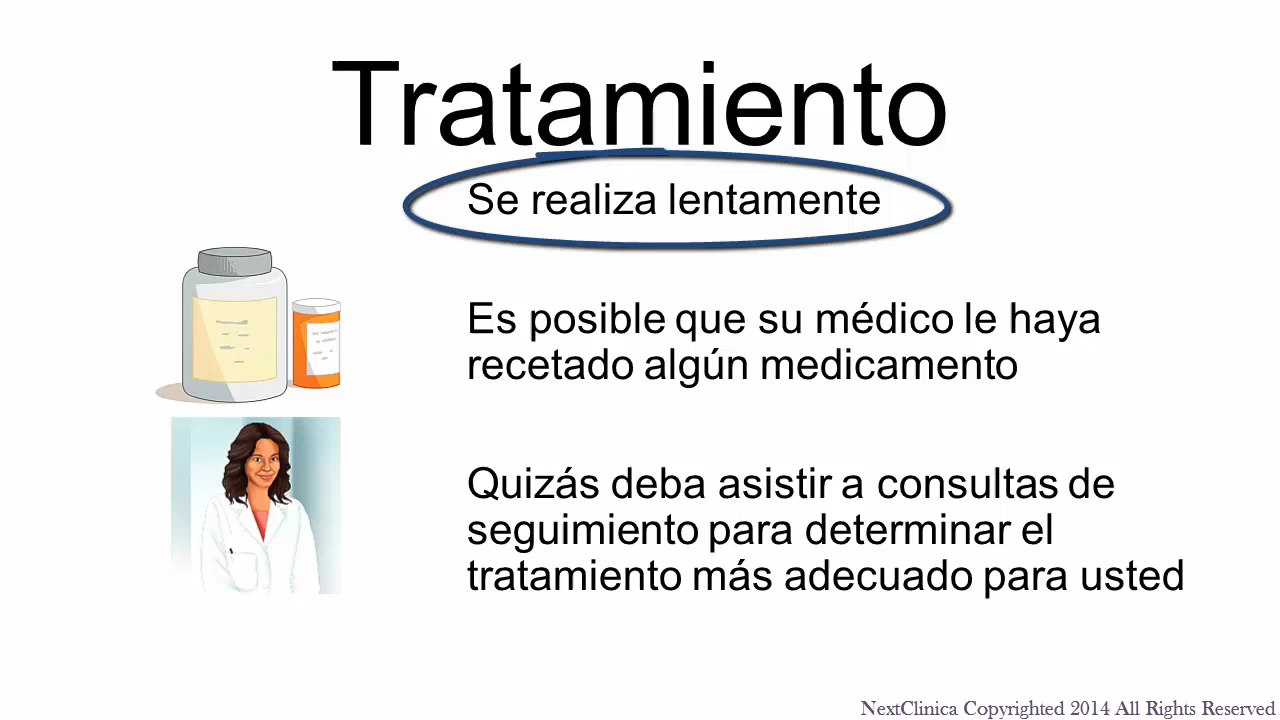 Tratamiento
Se realiza lentamente
Es posible que su médico le haya
recetado algún medicamento
Quizás deba asistir a consultas de
seguimiento para determinar el
tratamiento más adecuado para usted
NextClinica Copyrighted 2014 All Rights Reserved